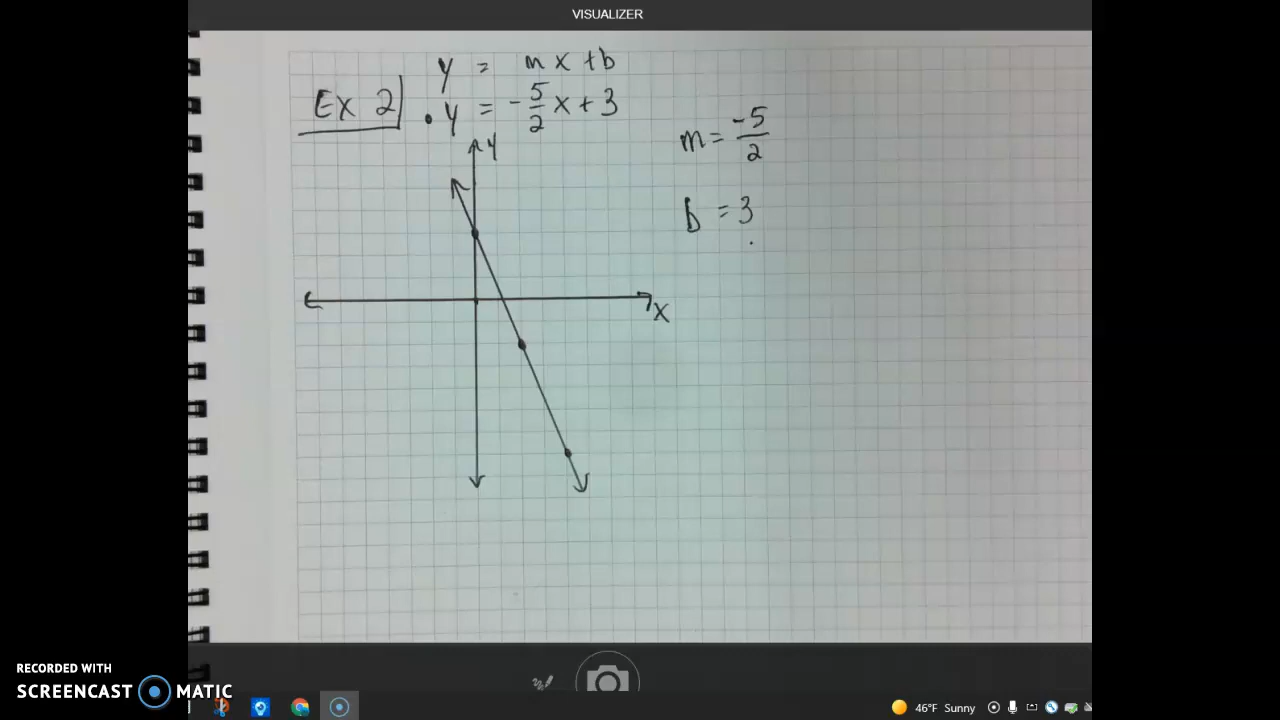 VISUALIZER
y = mx+b
Ex 2) y = -5/2 x + 3
m = -5/2
b = 3
y
x
RECORDED WITH
SCREENCAST MATIC
46°F Sunny